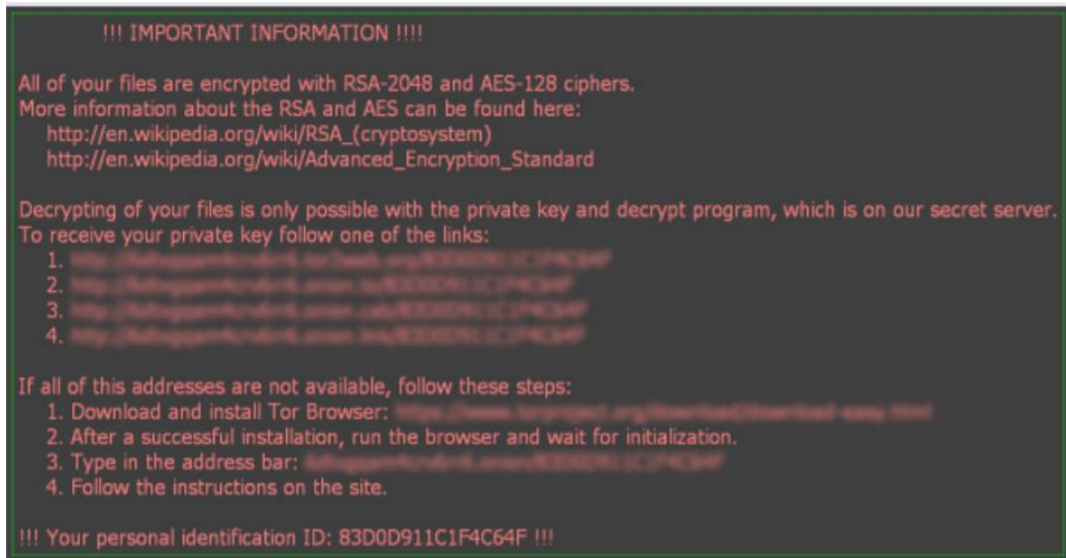 !!! IMPORTANT INFORMATION !!!!
All of your files are encrypted with RSA-2048 and AES-128 ciphers.
More information about the RSA and AES can be found here:
http://en.wikipedia.org/wiki/RSA_(cryptosystem)
http://en.wikipedia.org/wiki/Advanced_Encryption_Standard
Decrypting of your files is only possible with the private key and decrypt program, which is on our secret server.
To receive your private key follow one of the links:
1.
2.
3.
4.
If all of this addresses are not available, follow these steps:
1. Download and install Tor Browser:
2. After a successful installation, run the browser and wait for initialization.
3. Type in the address bar:
4. Follow the instructions on the site.
!!! Your personal identification ID: 83D0D911C1F4C64F !!!